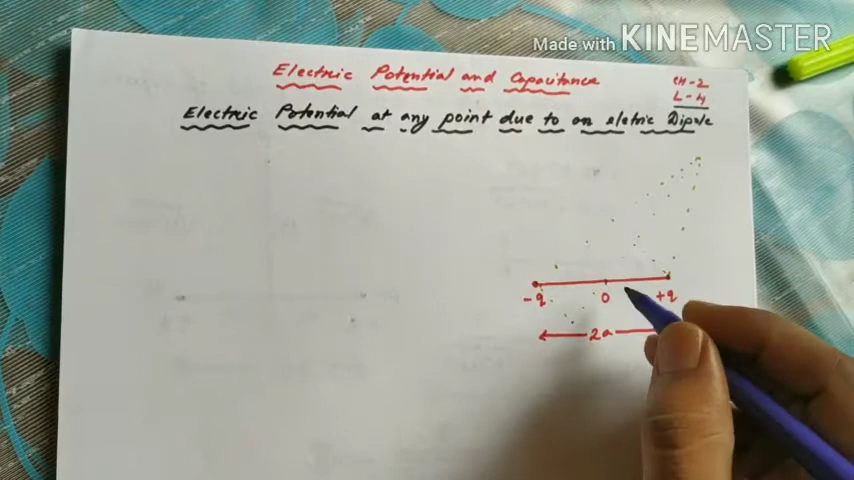 Made with KINEMASTER
Electric Potential and Capacitance
CH-2
L-4
Electric Potential at any point due to an eletric Dipole
-q 0 +q
2a